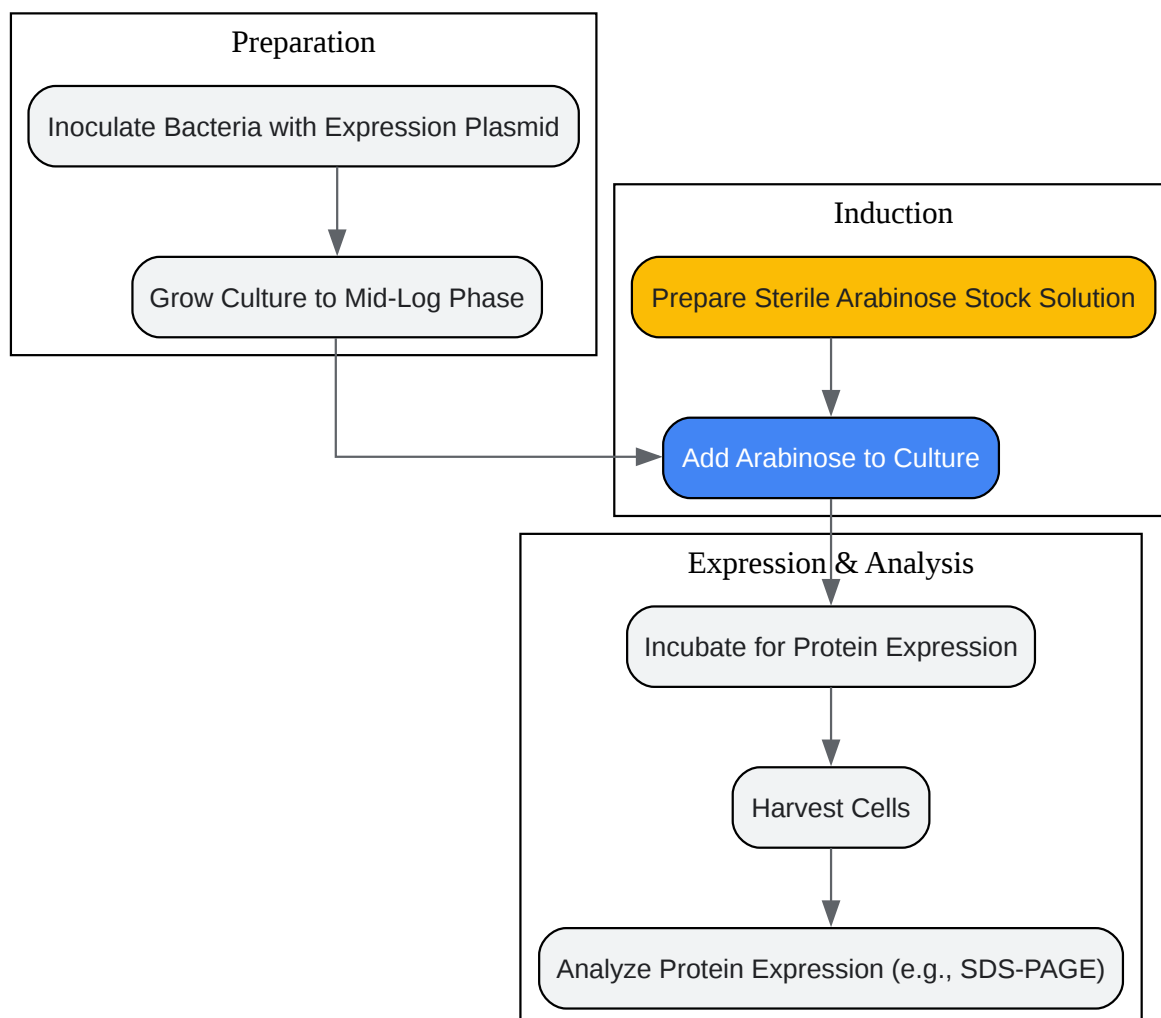 Preparation
Inoculate Bacteria with Expression Plasmid
Grow Culture to Mid-Log Phase
Induction
Prepare Sterile Arabinose Stock Solution
Add Arabinose to Culture
Expression & Analysis
Incubate for Protein Expression
Harvest Cells
Analyze Protein Expression (e.g., SDS-PAGE)